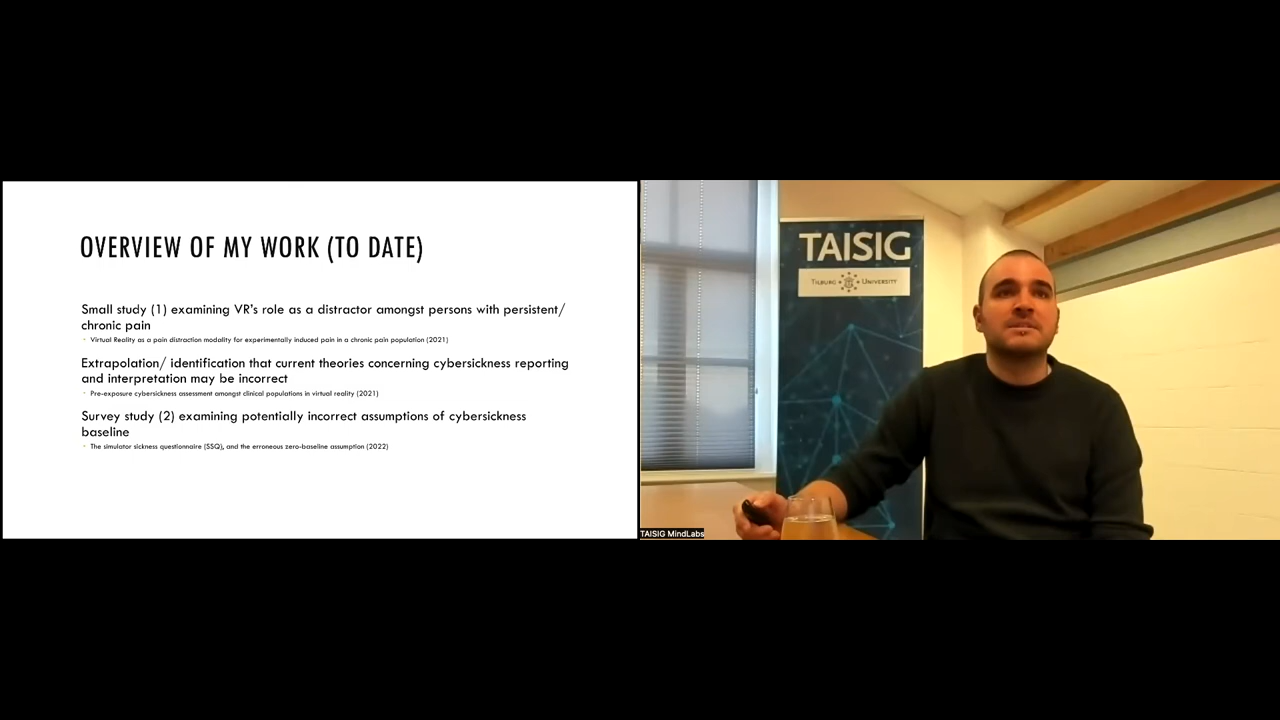 OVERVIEW OF MY WORK (TO DATE)
Small study (1) examining VR's role as a distractor amongst persons with persistent/
chronic pain
Virtual Reality as a pain distraction modality for experimentally induced pain in a chronic pain population (2021)
Extrapolation/ identification that current theories concerning cybersickness reporting
and interpretation may be incorrect
Pre-exposure cybersickness assessment amongst clinical populations in virtual reality (2021)
Survey study (2) examining potentially incorrect assumptions of cybersickness
baseline
The simulator sickness questionnaire (SSQ), and the erroneous zero-baseline assumption (2022)
TAISIG
TILBURG UNIVERSITY
TAISIG MindLabs